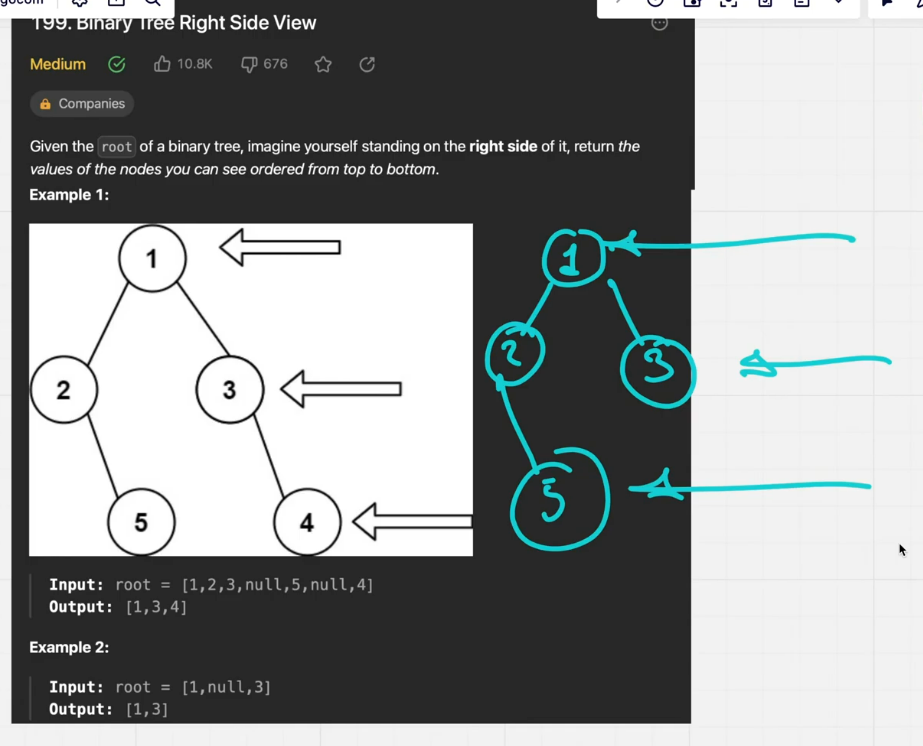 199. Binary Tree Right Side View
Medium 10.8K 676
Companies
Given the root of a binary tree, imagine yourself standing on the right side of it, return the
values of the nodes you can see ordered from top to bottom.
Example 1:
1
2 3
5 4
1
2 3
5
Input: root = [1,2,3,null,5,null,4]
Output: [1,3,4]
Example 2:
Input: root = [1,null,3]
Output: [1,3]